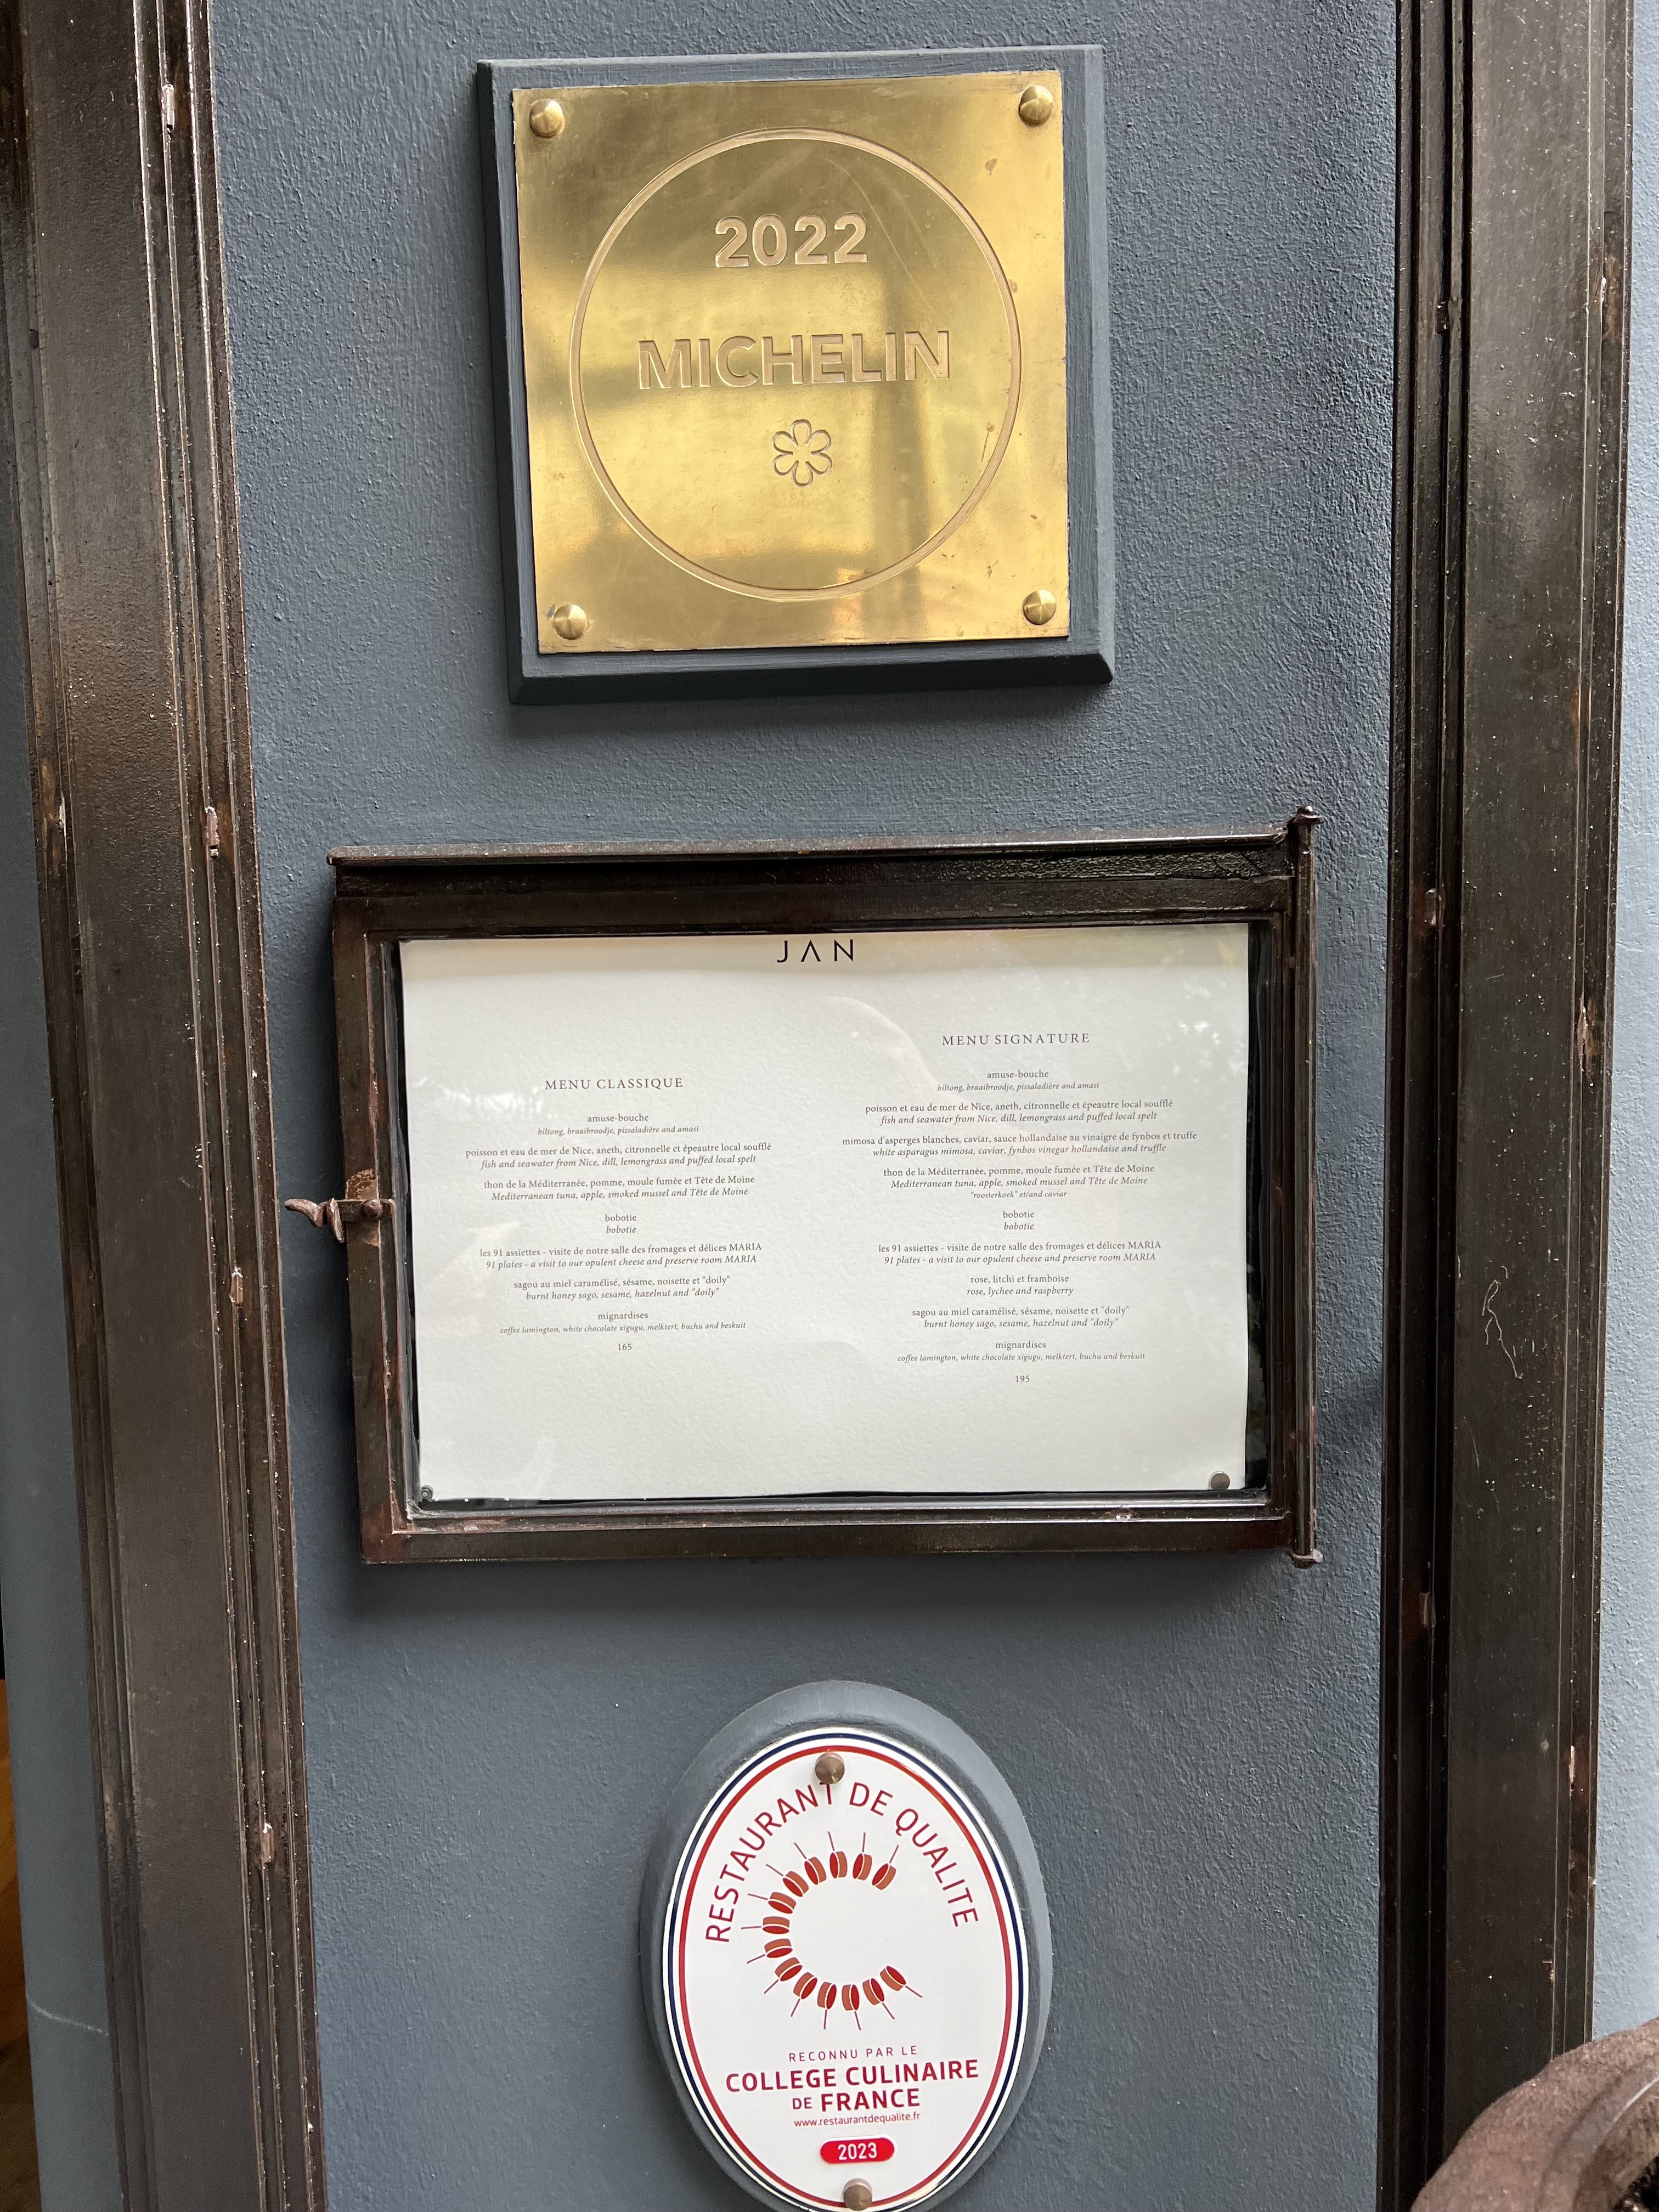 2022
MICHELIN
JAN
MENU CLASSIQUE
amuse-bouche
biltong, braaibroodje, pissaladière and amasi
poisson et eau de mer de Nice, aneth, citronnelle et épeautre local soufflé
fish and seawater from Nice, dill, lemongrass and puffed local spelt
thon de la Méditerranée, pomme, moule fumée et Tête de Moine
Mediterranean tuna, apple, smoked mussel and Tête de Moine
bobotie
bobotie
les 91 assiettes - visite de notre salle des fromages et délices MARIA
91 plates - a visit to our opulent cheese and preserve room MARIA
sagou au miel caramélisé, sésame, noisette et "doily"
burnt honey sago, sesame, hazelnut and "doily"
mignardises
coffee lamington, white chocolate xigugu, melktert, buchu and beskuit
165
MENU SIGNATURE
amuse-bouche
biltong, braaibroodje, pissaladière and amasi
poisson et eau de mer de Nice, aneth, citronnelle et épeautre local soufflé
fish and seawater from Nice, dill, lemongrass and puffed local spelt
mimosa d'asperges blanches, caviar, sauce hollandaise au vinaigre de fynbos et truffe
white asparagus mimosa, caviar, fynbos vinegar hollandaise and truffle
thon de la Méditerranée, pomme, moule fumée et Tête de Moine
Mediterranean tuna, apple, smoked mussel and Tête de Moine
"roosterkoek" et/and caviar
bobotie
bobotie
les 91 assiettes - visite de notre salle des fromages et délices MARIA
91 plates - a visit to our opulent cheese and preserve room MARIA
rose, litchi et framboise
rose, lychee and raspberry
sagou au miel caramélisé, sésame, noisette et "doily"
burnt honey sago, sesame, hazelnut and "doily"
mignardises
coffee lamington, white chocolate xigugu, melktert, buchu and beskuit
195
RESTAURANT DE QUALITE
RECONNU PAR LE
COLLEGE CULINAIRE
DE FRANCE
www.restaurantdequalite.fr
2023